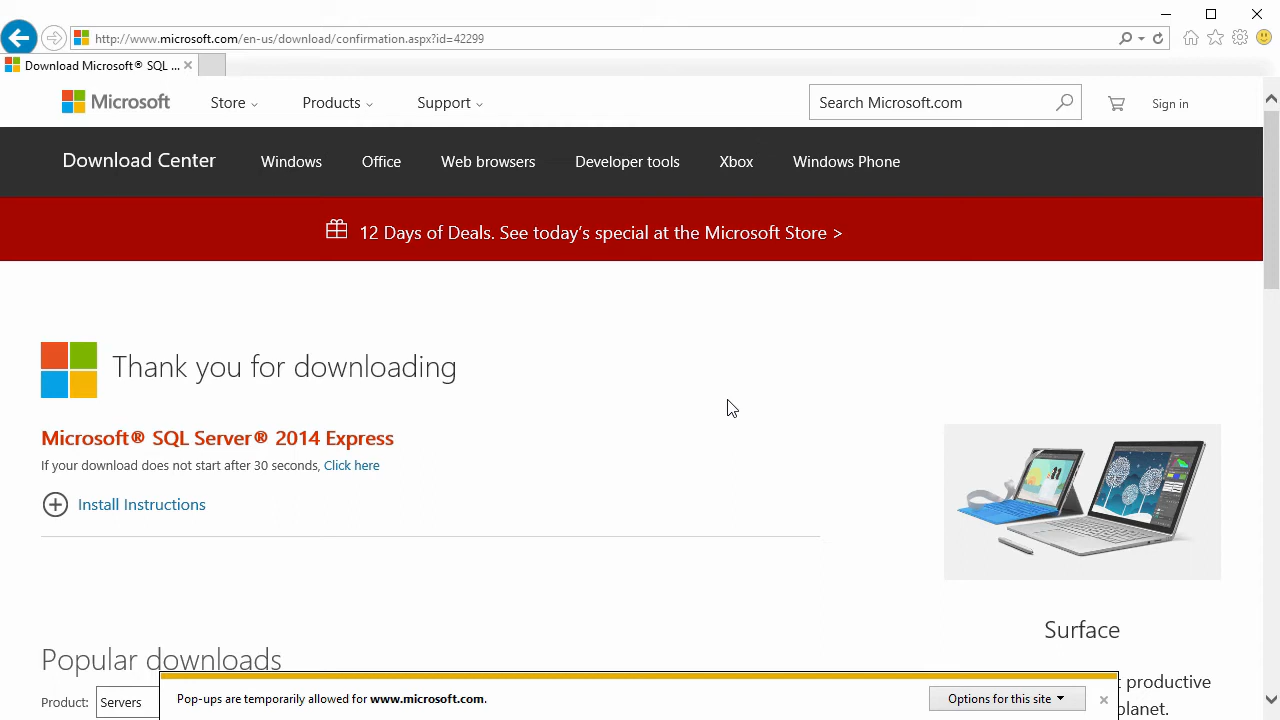 http://www.microsoft.com/en-us/download/confirmation.aspx?id=42299
Download Microsoft® SQL ...
Microsoft
Store
Products
Support
Search Microsoft.com
Sign in
Download Center
Windows
Office
Web browsers
Developer tools
Xbox
Windows Phone
12 Days of Deals. See today's special at the Microsoft Store >
Thank you for downloading
Microsoft® SQL Server® 2014 Express
If your download does not start after 30 seconds, Click here
Install Instructions
Surface
Popular downloads
productive
planet.
Product:
Servers
Pop-ups are temporarily allowed for www.microsoft.com.
Options for this site